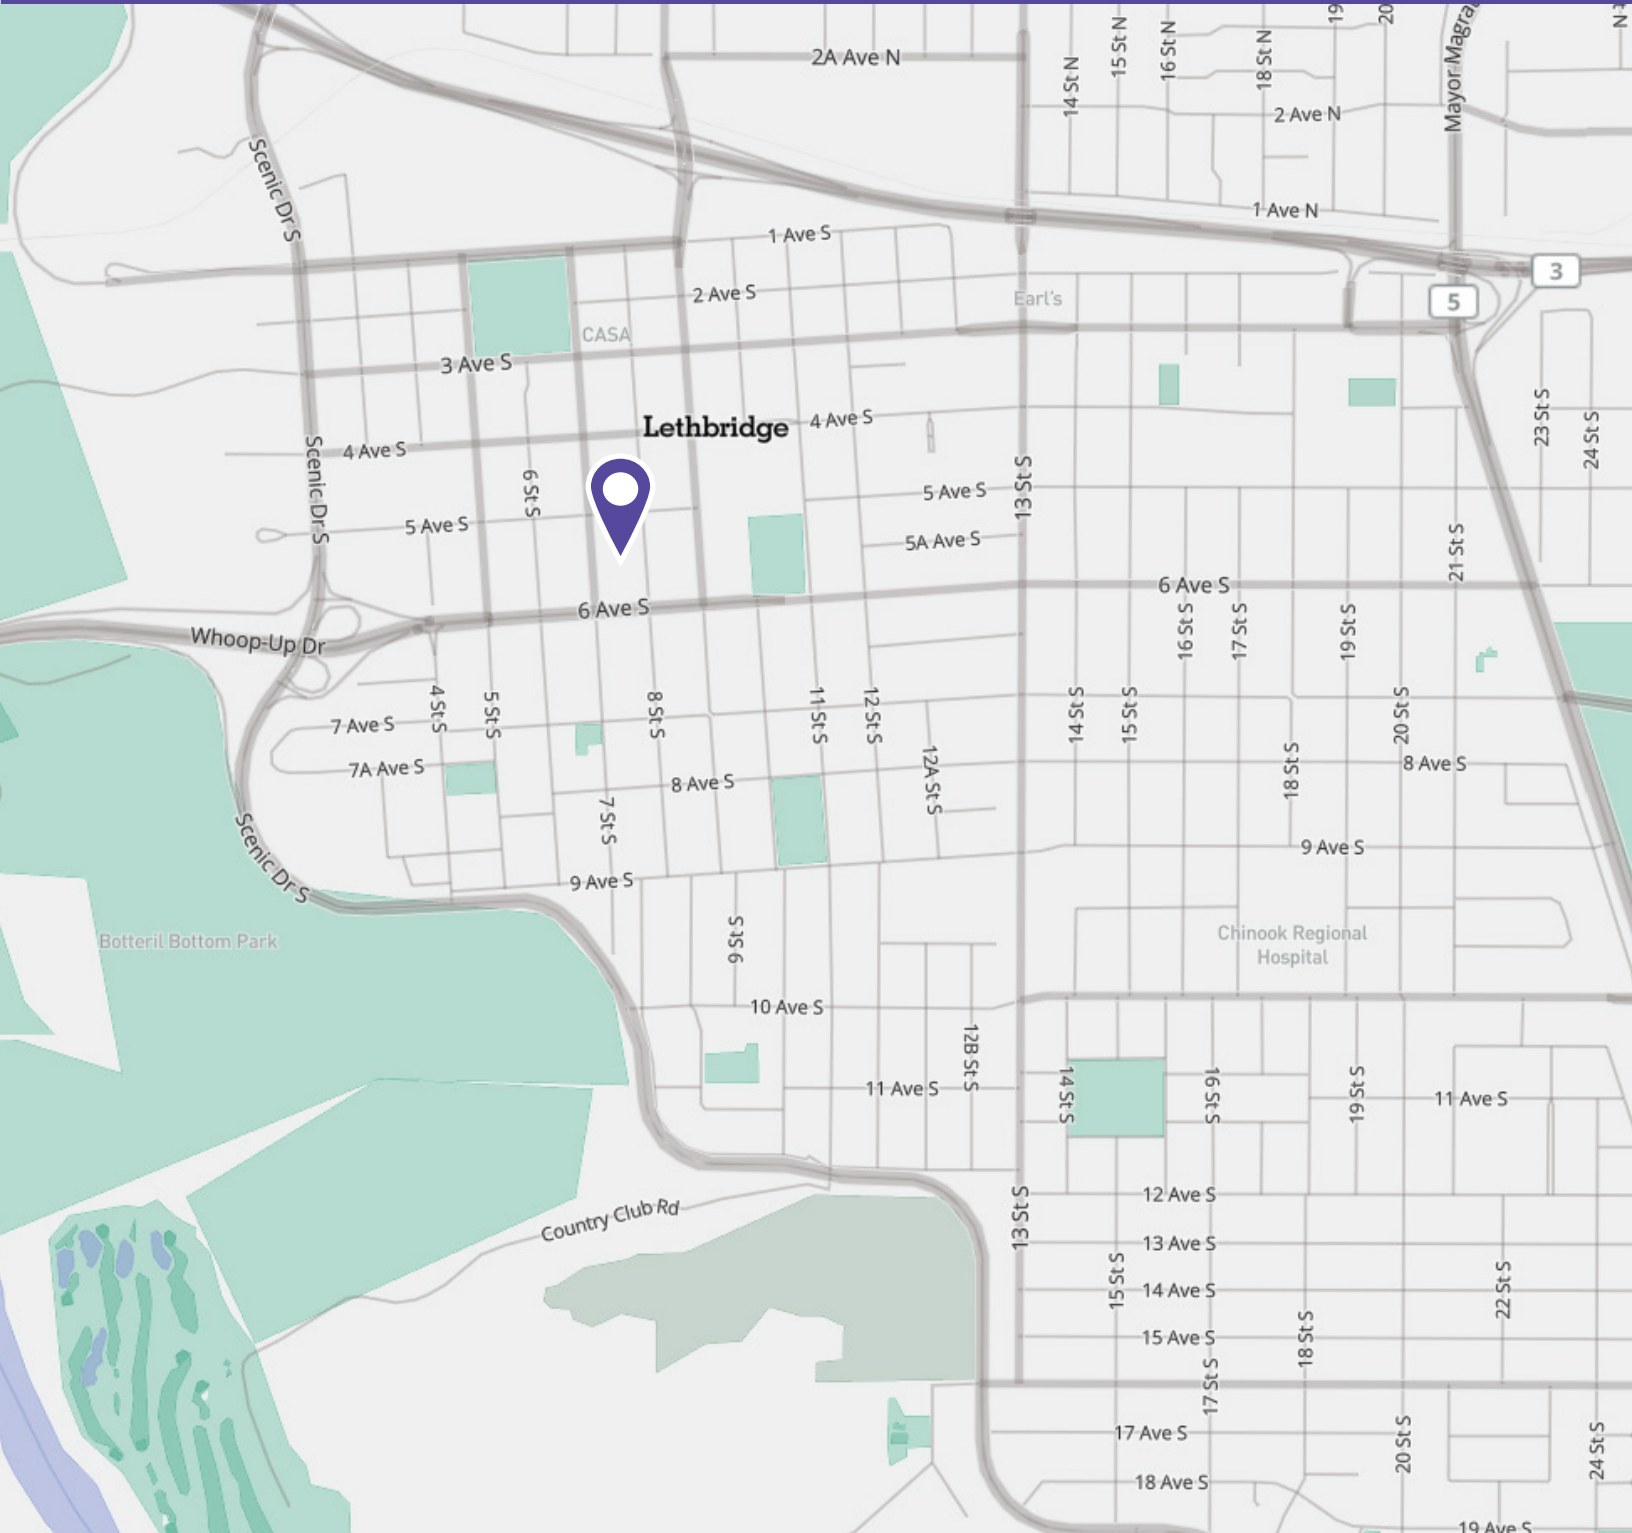 19
20
N
2A Ave N
14 St N
15 St N
16 St N
18 St N
Mayor Magra
2 Ave N
Scenic Dr S
1 Ave N
1 Ave S
3
5
2 Ave S
Earl's
CASA
3 Ave S
4 Ave S
Lethbridge
4 Ave S
23 St S
24 St S
Scenic Dr S
6 St S
13 St S
5 Ave S
5 Ave S
5A Ave S
21 St S
6 Ave S
6 Ave S
Whoop-Up Dr
16 St S
17 St S
19 St S
4 St S
5 St S
8 St S
11 St S
12 St S
14 St S
15 St S
20 St S
7 Ave S
7A Ave S
8 Ave S
12A St S
18 St S
8 Ave S
7 St S
Scenic Dr S
9 Ave S
9 Ave S
Botteril Bottom Park
9 St S
Chinook Regional
Hospital
10 Ave S
12B St S
11 Ave S
14 St S
16 St S
19 St S
11 Ave S
Country Club Rd
13 St S
12 Ave S
13 Ave S
15 St S
14 Ave S
22 St S
15 Ave S
18 St S
17 St S
17 Ave S
20 St S
24 St S
18 Ave S
19 Ave S